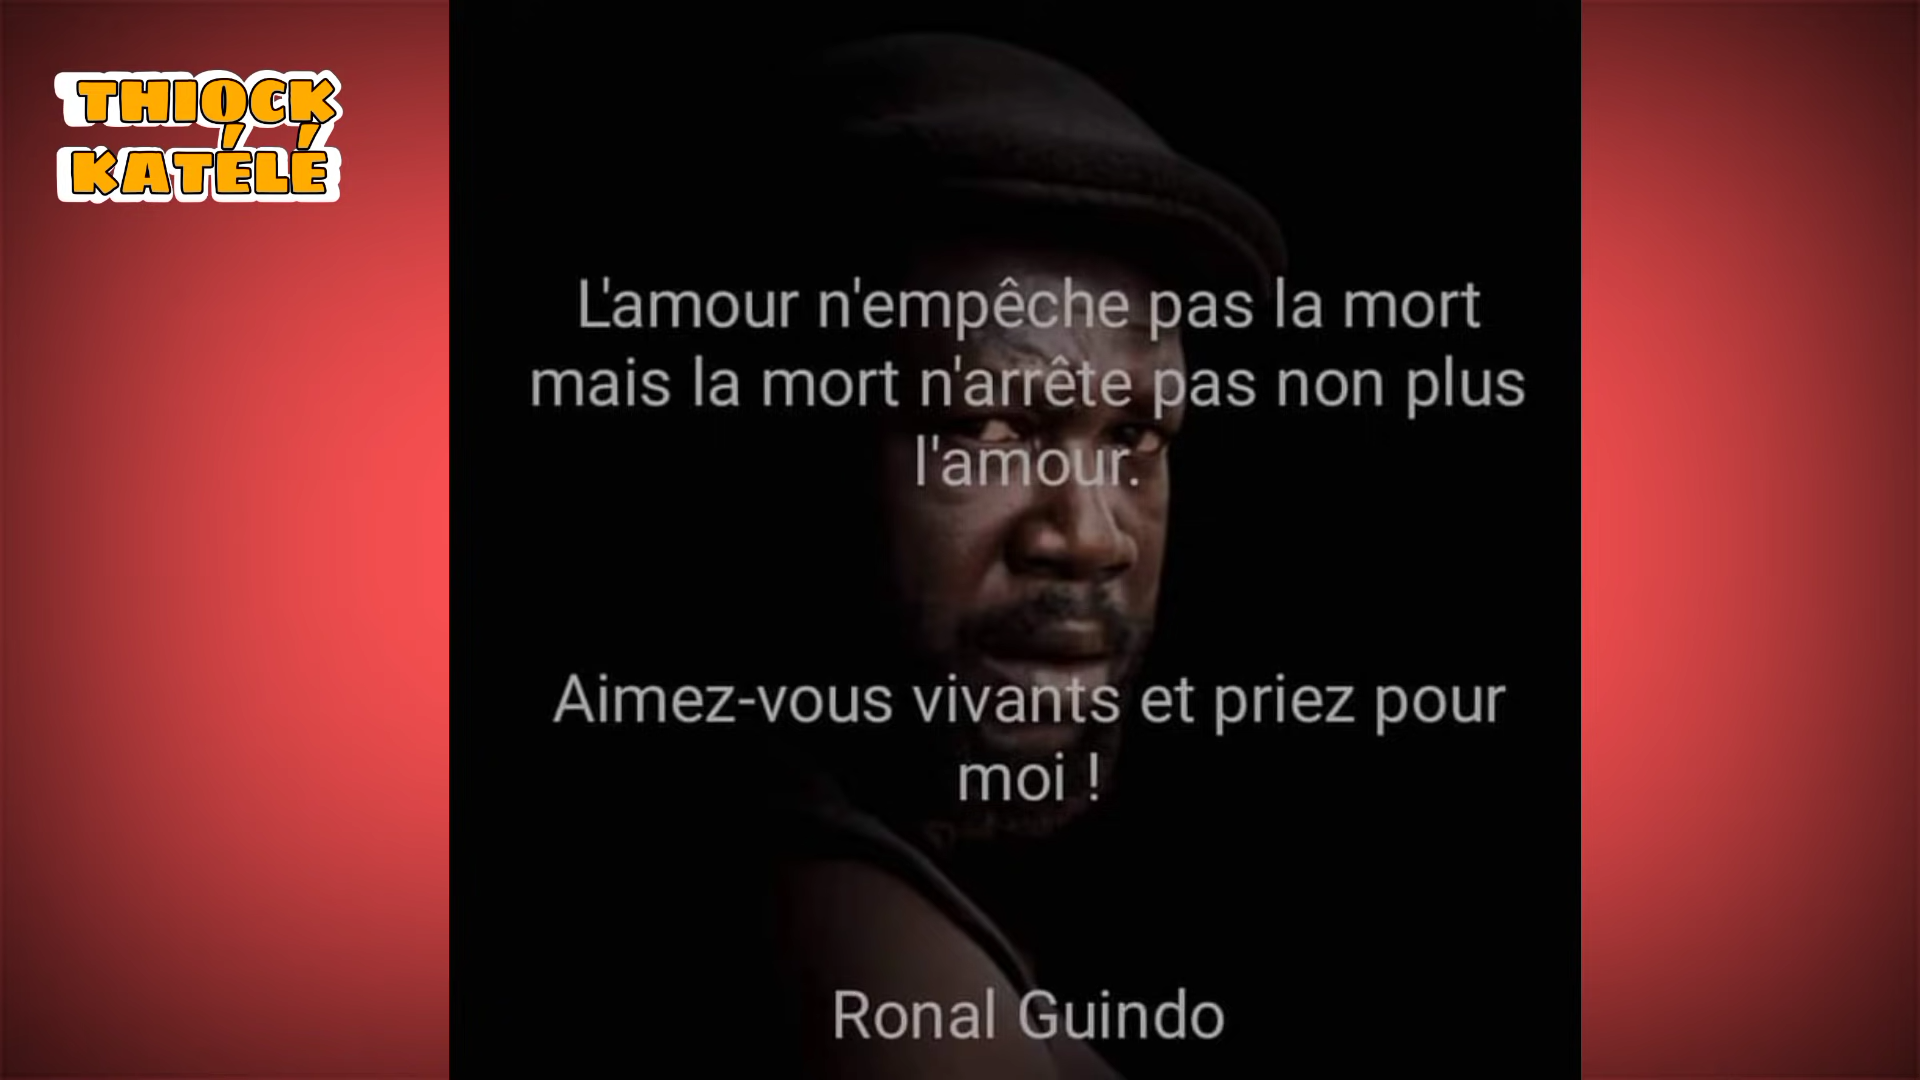 THIOCK
KATÉLÉ
L'amour n'empêche pas la mort
mais la mort n'arrête pas non plus
l'amour.
Aimez-vous vivants et priez pour
moi !
Ronal Guindo